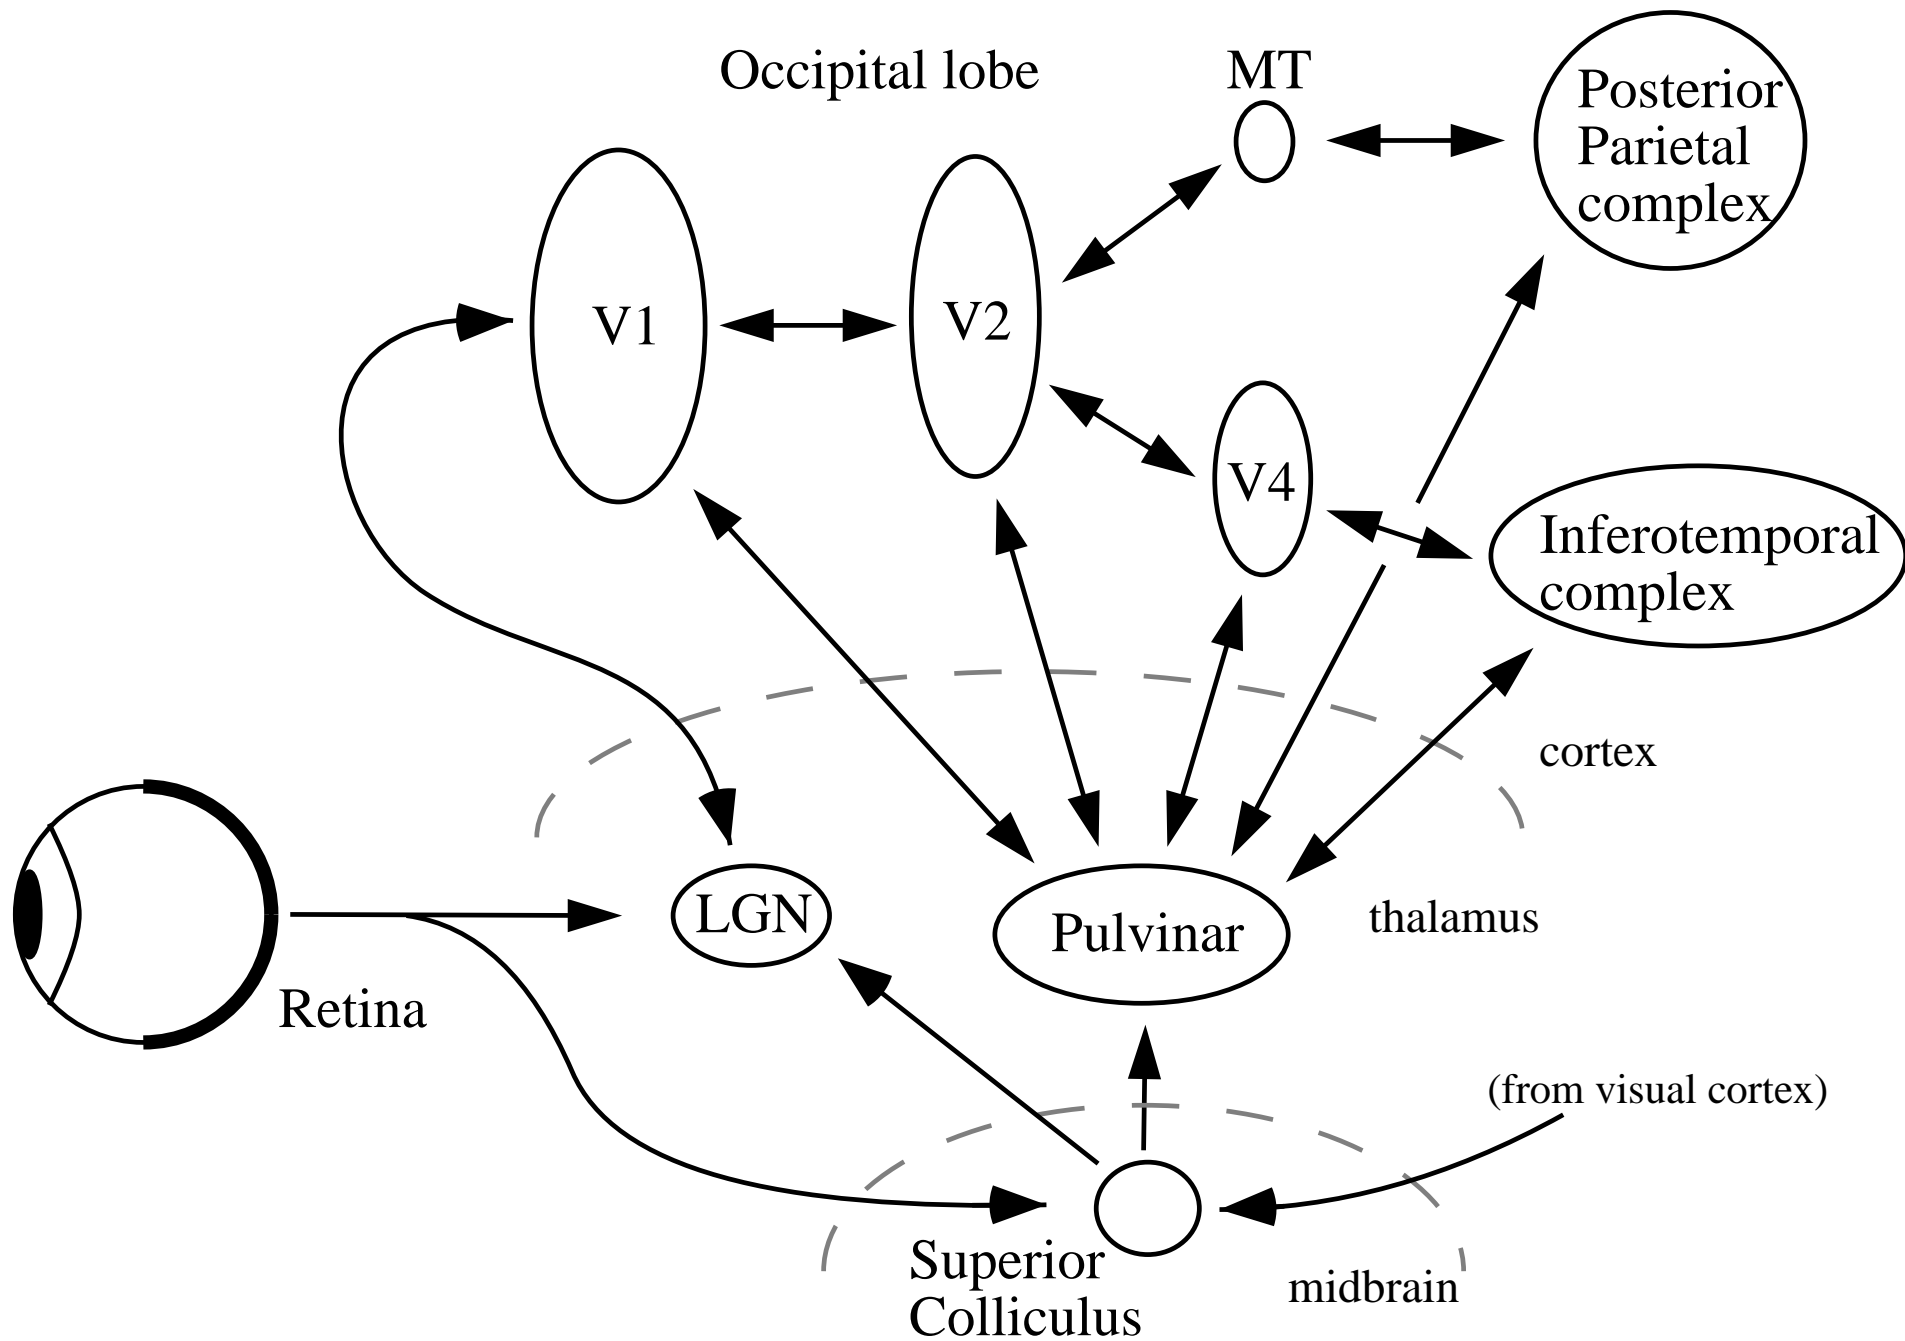 Occipital lobe
MT
Posterior
Parietal
complex
V1
V2
V4
Inferotemporal
complex
cortex
LGN
Pulvinar
thalamus
Retina
(from visual cortex)
Superior
Colliculus
midbrain